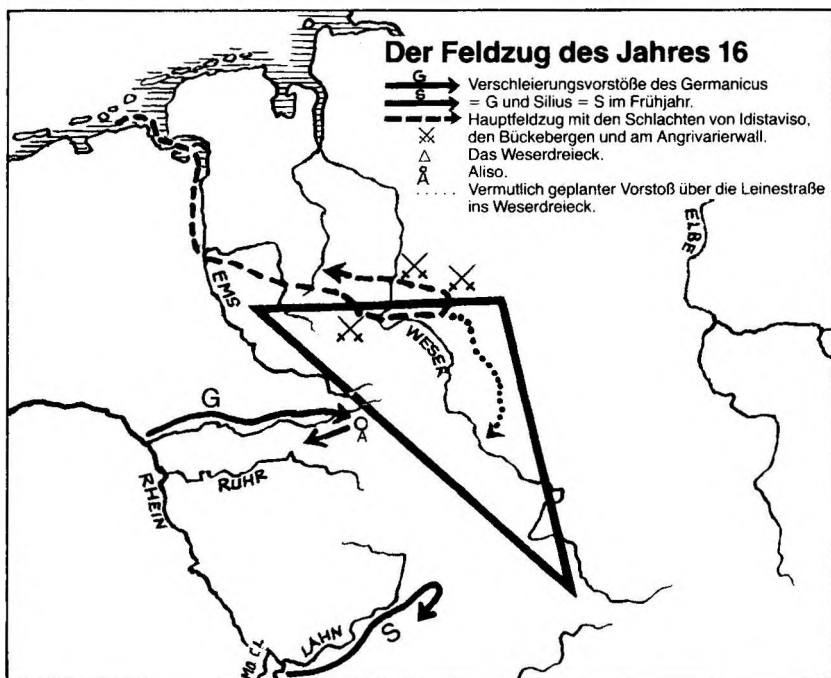 Der Feldzug des Jahres 16
G
S
Verschleierungsvorstöße des Germanicus
= G und Silius = S im Frühjahr.
Hauptfeldzug mit den Schlachten von Idistaviso,
den Bückebergen und am Angrivarierwall.
Das Weserdreieck.
Aliso.
Vermutlich geplanter Vorstoß über die Leinestraße
ins Weserdreieck.
ELBE
EMS
WESER
G
A
RHEIN
RUHR
LAHN
S